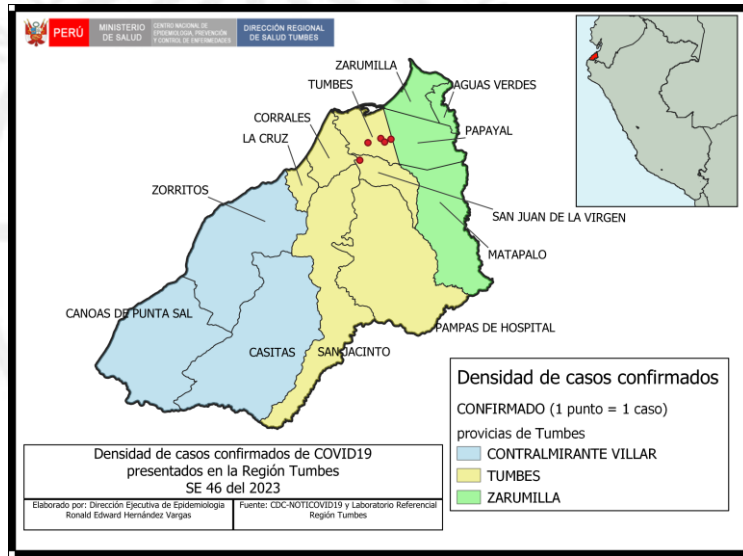 PERÚ
MINISTERIO
DE SALUD
CENTRO NACIONAL DE
EPIDEMIOLOGÍA, PREVENCIÓN
Y CONTROL DE ENFERMEDADES
DIRECCIÓN REGIONAL
DE SALUD TUMBES
ZARUMILLA
TUMBES
AGUAS VERDES
CORRALES
LA CRUZ
PAPAYAL
ZORRITOS
SAN JUAN DE LA VIRGEN
MATAPALO
CANOAS DE PUNTA SAL
PAMPAS DE HOSPITAL
CASITAS
SAN JACINTO
Densidad de casos confirmados
CONFIRMADO (1 punto = 1 caso)
provicias de Tumbes
CONTRALMIRANTE VILLAR
TUMBES
ZARUMILLA
Densidad de casos confirmados de COVID19
presentados en la Región Tumbes
SE 46 del 2023
Elaborado por: Dirección Ejecutiva de Epidemiologia
Ronald Edward Hernández Vargas
Fuente: CDC-NOTICOVID19 y Laboratorio Referencial
Región Tumbes